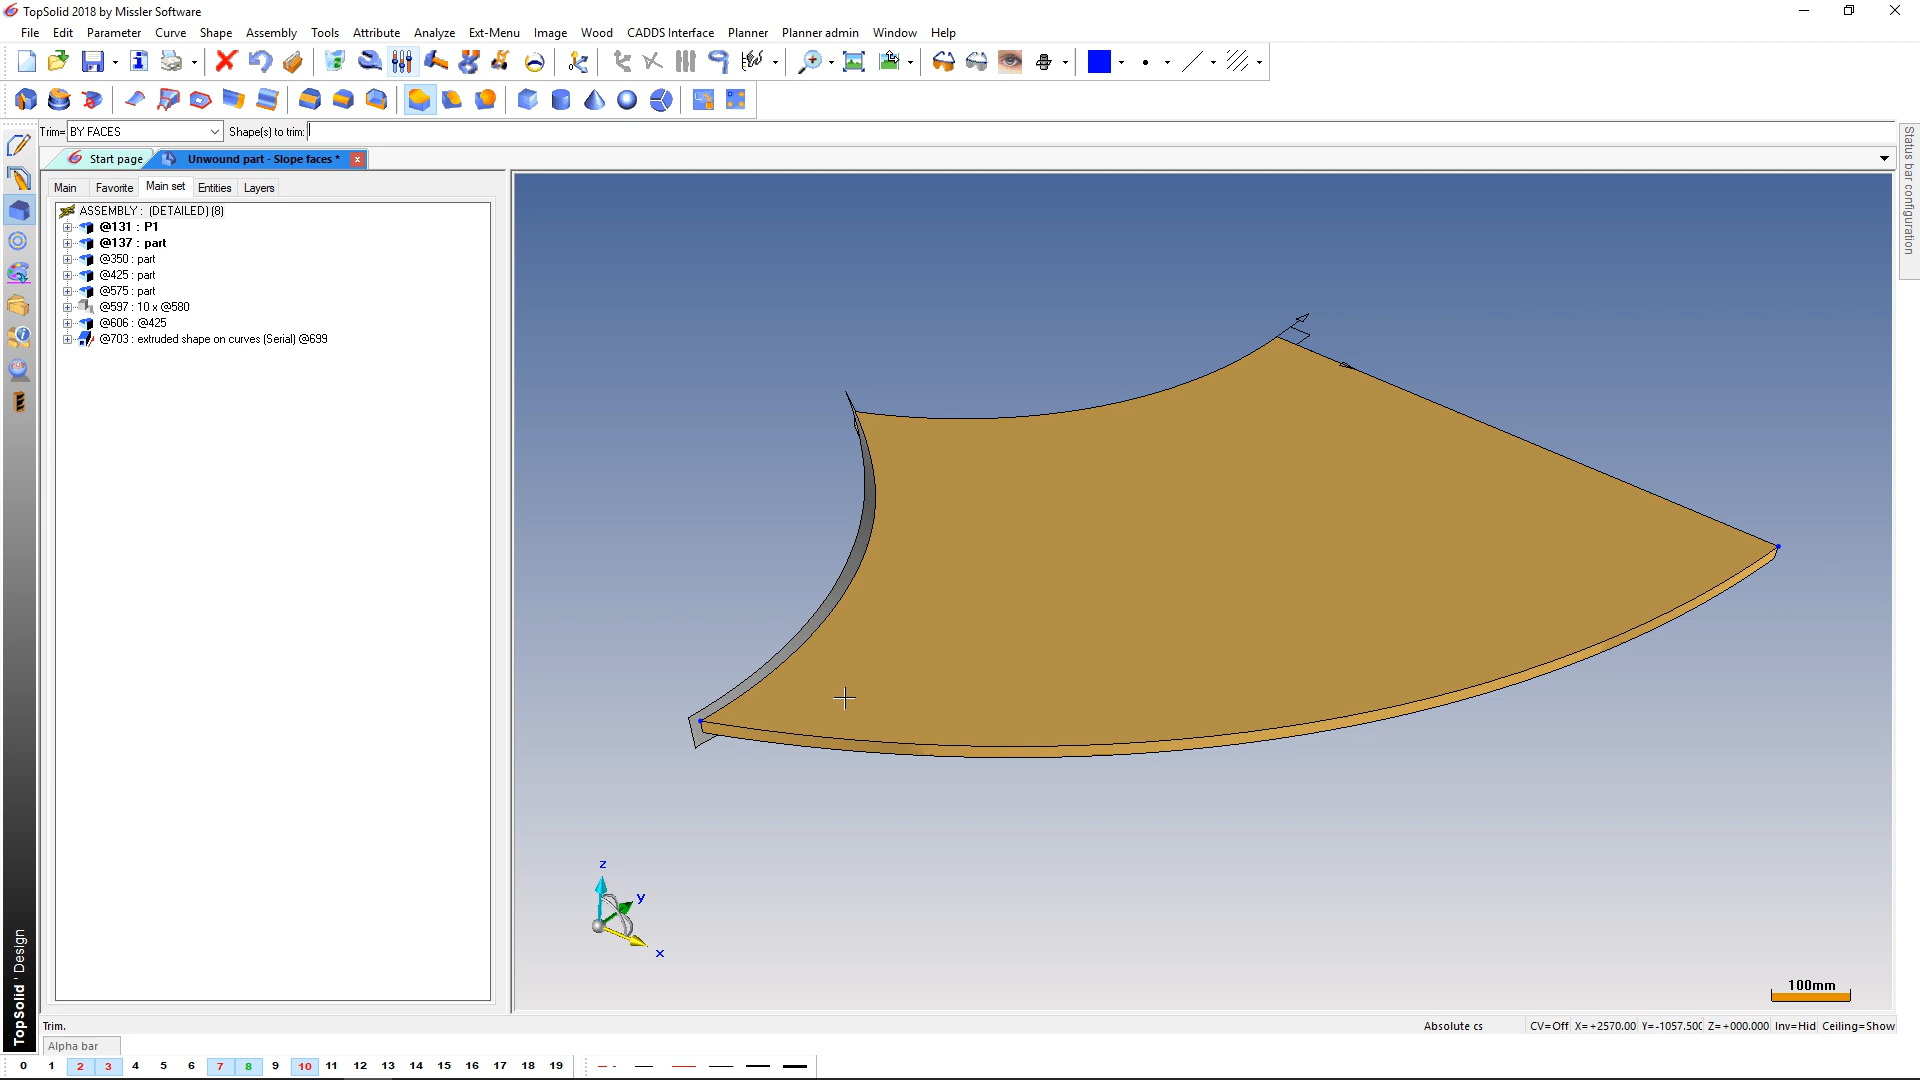 TopSolid 2018 by Missler Software
File Edit Parameter Curve Shape Assembly Tools Attribute Analyze Ext-Menu Image Wood CADDS Interface Planner Planner admin Window Help
Trim= BY FACES Shape(s) to trim:
Start page Unwound part - Slope faces * x
Main Favorite Main set Entities Layers
ASSEMBLY : (DETAILED) (8)
@131 : P1
@137 : part
@350 : part
@425 : part
@575 : part
@597 : 10 x @580
@606 : @425
@703 : extruded shape on curves (Serial) @699
Status bar configuration
z
y
x
100mm
TopSolid ' Design
Trim.
Absolute cs CV=Off X=+2570.00 Y=-1057.500 Z=+000.000 Inv=Hid Ceiling=Show
Alpha bar
0 1 2 3 4 5 6 7 8 9 10 11 12 13 14 15 16 17 18 19